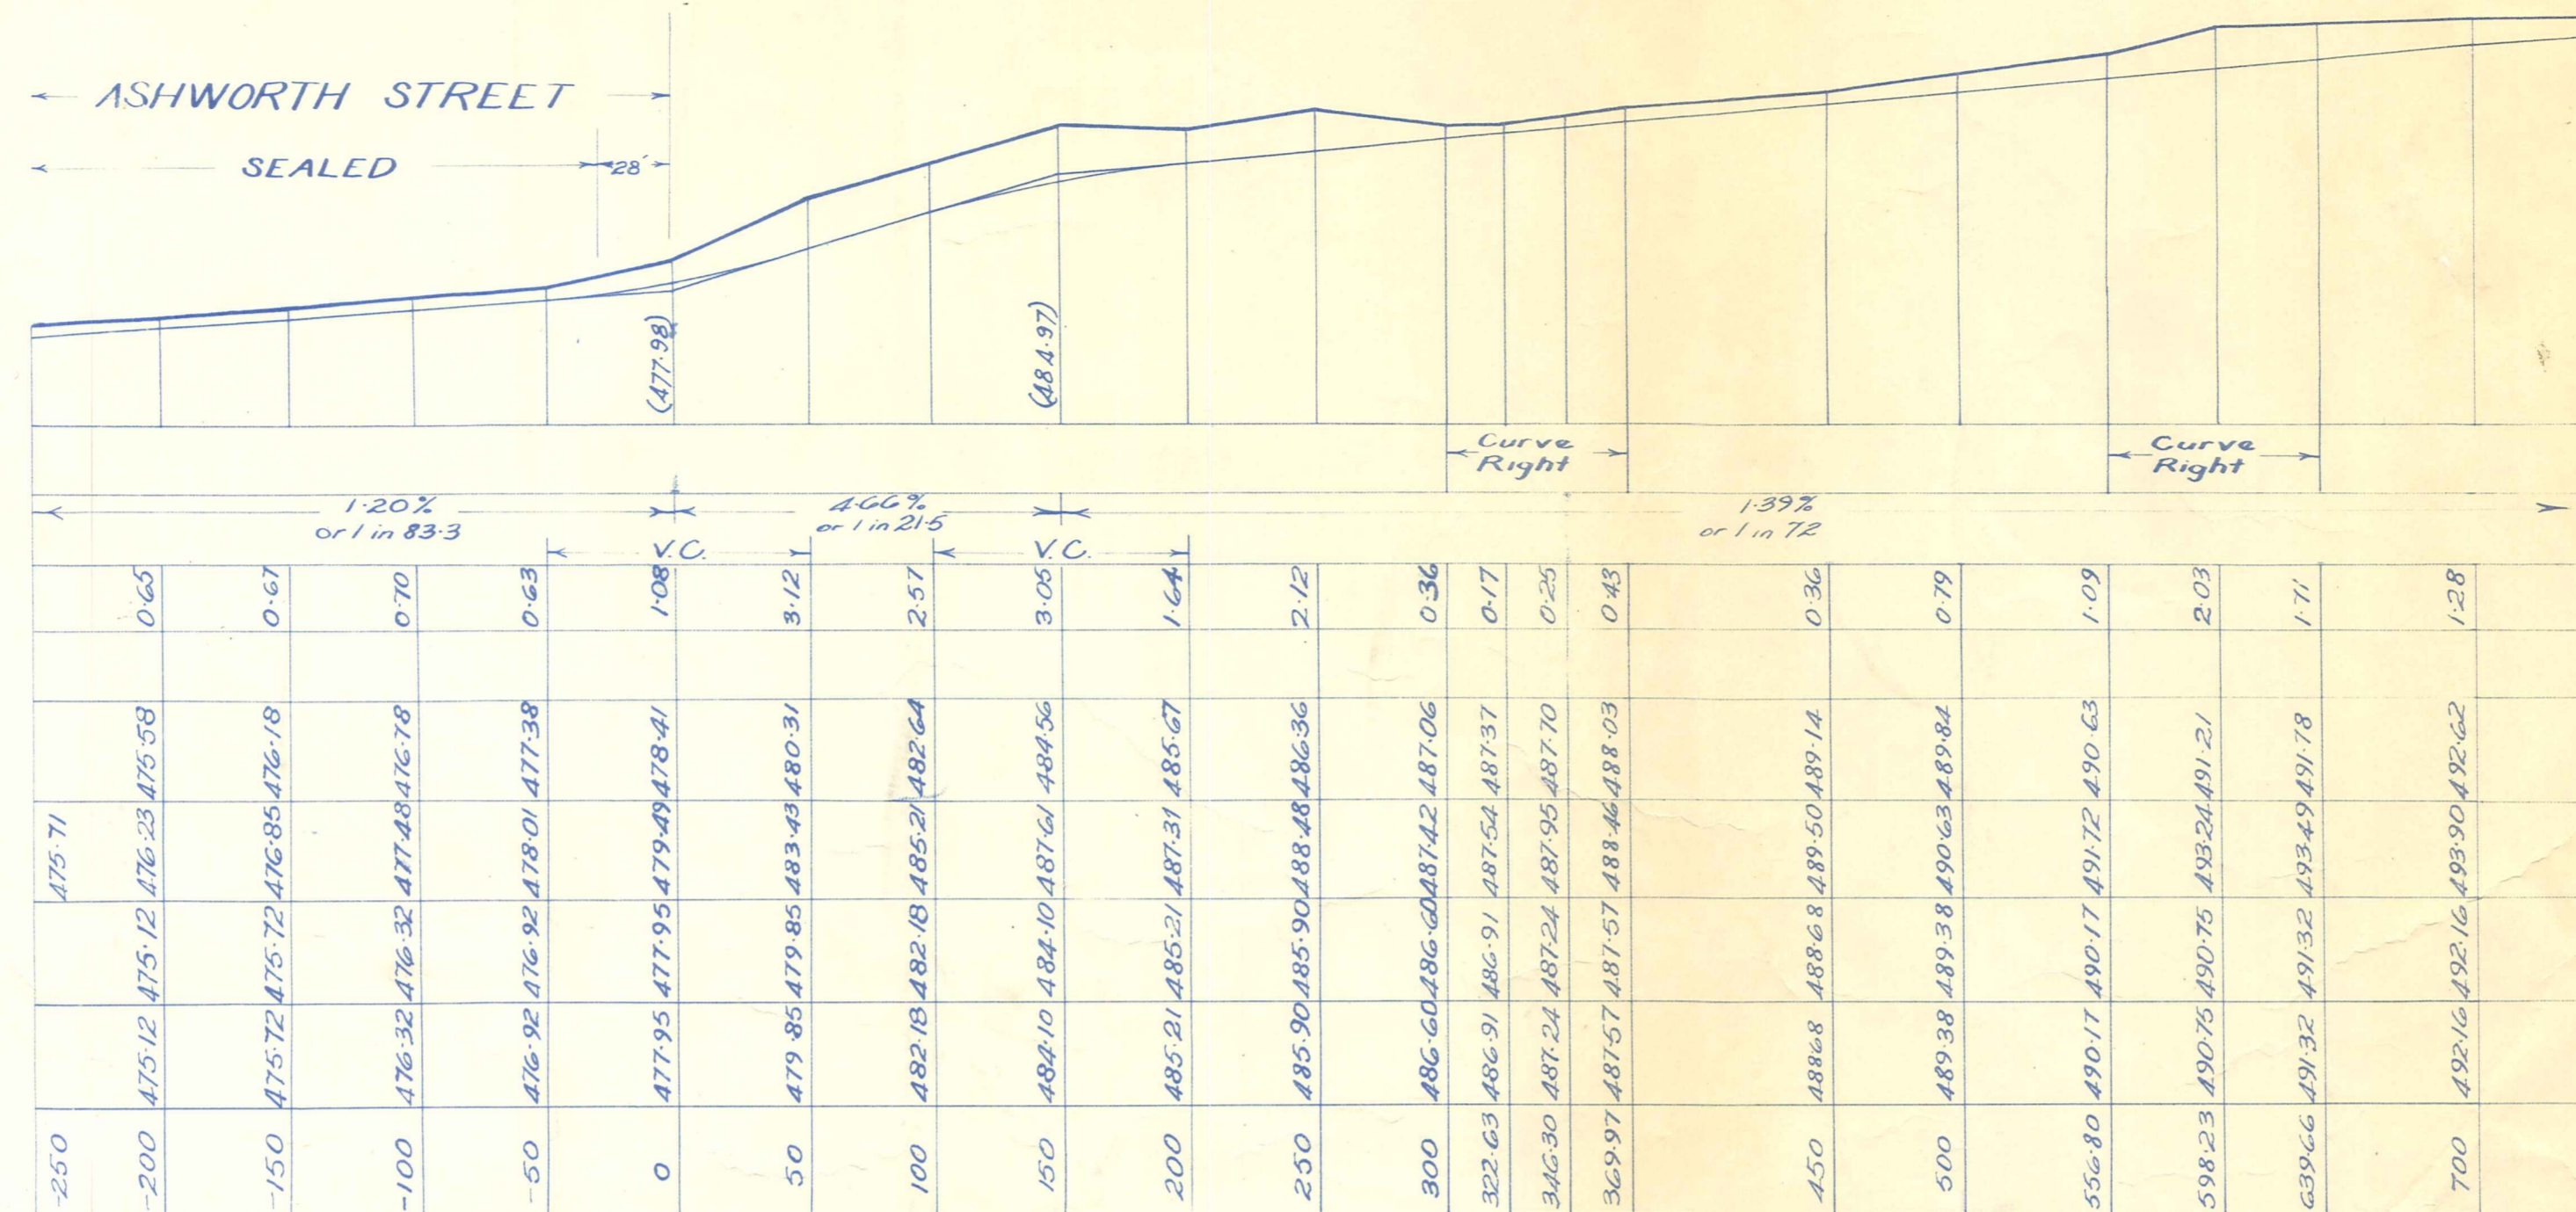 ASHWORTH STREET
SEALED
28'
(477.98)
(484.97)
Curve
Right
Curve
Right
1.20%
or 1 in 83.3
4.66%
or 1 in 21.5
1.39%
or 1 in 72
V.C.
V.C.
0.65 0.67 0.70 0.63 1.08 3.12 2.57 3.05 1.64 2.12 0.36 0.17 0.25 0.43 0.36 0.79 1.09 2.03 1.71 1.28
475.58 476.18 476.78 477.38 478.41 480.31 482.64 484.56 485.67 486.36 487.06 487.37 487.70 488.03 489.14 489.84 490.63 491.21 491.78 492.62
475.71 476.23 476.85 477.48 478.01 479.49 483.43 485.21 487.61 487.31 488.48 487.42 487.54 487.95 488.46 489.50 490.63 491.72 493.24 493.49 493.90
475.12 475.72 476.32 476.92 477.95 479.85 482.18 484.10 485.21 485.90 486.60 486.91 487.24 487.57 488.68 489.38 490.17 490.75 491.32 492.16
475.12 475.72 476.32 476.92 477.95 479.85 482.18 484.10 485.21 485.90 486.60 486.91 487.24 487.57 488.68 489.38 490.17 490.75 491.32 492.16
-250 -200 -150 -100 -50 0 50 100 150 200 250 300 322.63 346.30 369.97 450 500 556.80 598.23 639.66 700